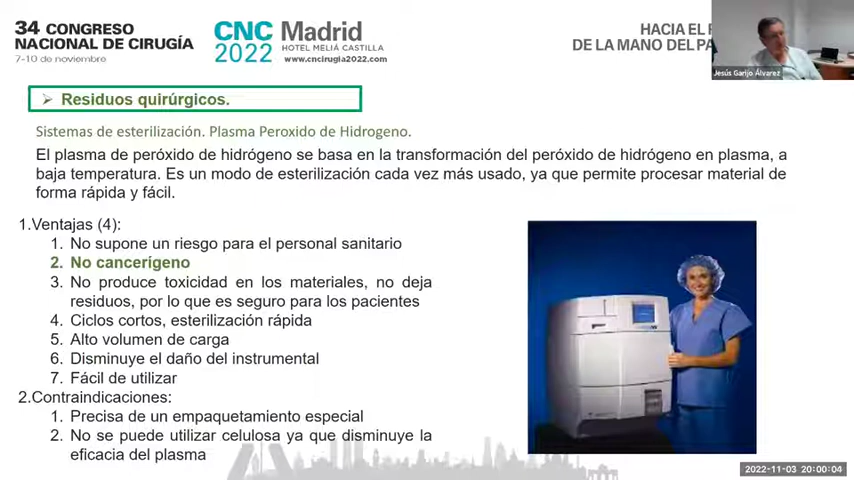 34 CONGRESO
NACIONAL DE CIRUGÍA
7-10 de noviembre
CNC
2022
Madrid
HOTEL MELIÁ CASTILLA
www.cncirugia2022.com
HACIA EL
DE LA MANO DEL
Jesús Garijo Álvarez
➢ Residuos quirúrgicos.
Sistemas de esterilización. Plasma Peroxido de Hidrogeno.
El plasma de peróxido de hidrógeno se basa en la transformación del peróxido de hidrógeno en plasma, a
baja temperatura. Es un modo de esterilización cada vez más usado, ya que permite procesar material de
forma rápida y fácil.
1.Ventajas (4):
1. No supone un riesgo para el personal sanitario
2. No cancerígeno
3. No produce toxicidad en los materiales, no deja
residuos, por lo que es seguro para los pacientes
4. Ciclos cortos, esterilización rápida
5. Alto volumen de carga
6. Disminuye el daño del instrumental
7. Fácil de utilizar
2.Contraindicaciones:
1. Precisa de un empaquetamiento especial
2. No se puede utilizar celulosa ya que disminuye la
eficacia del plasma
2022-11-03 20:00:04